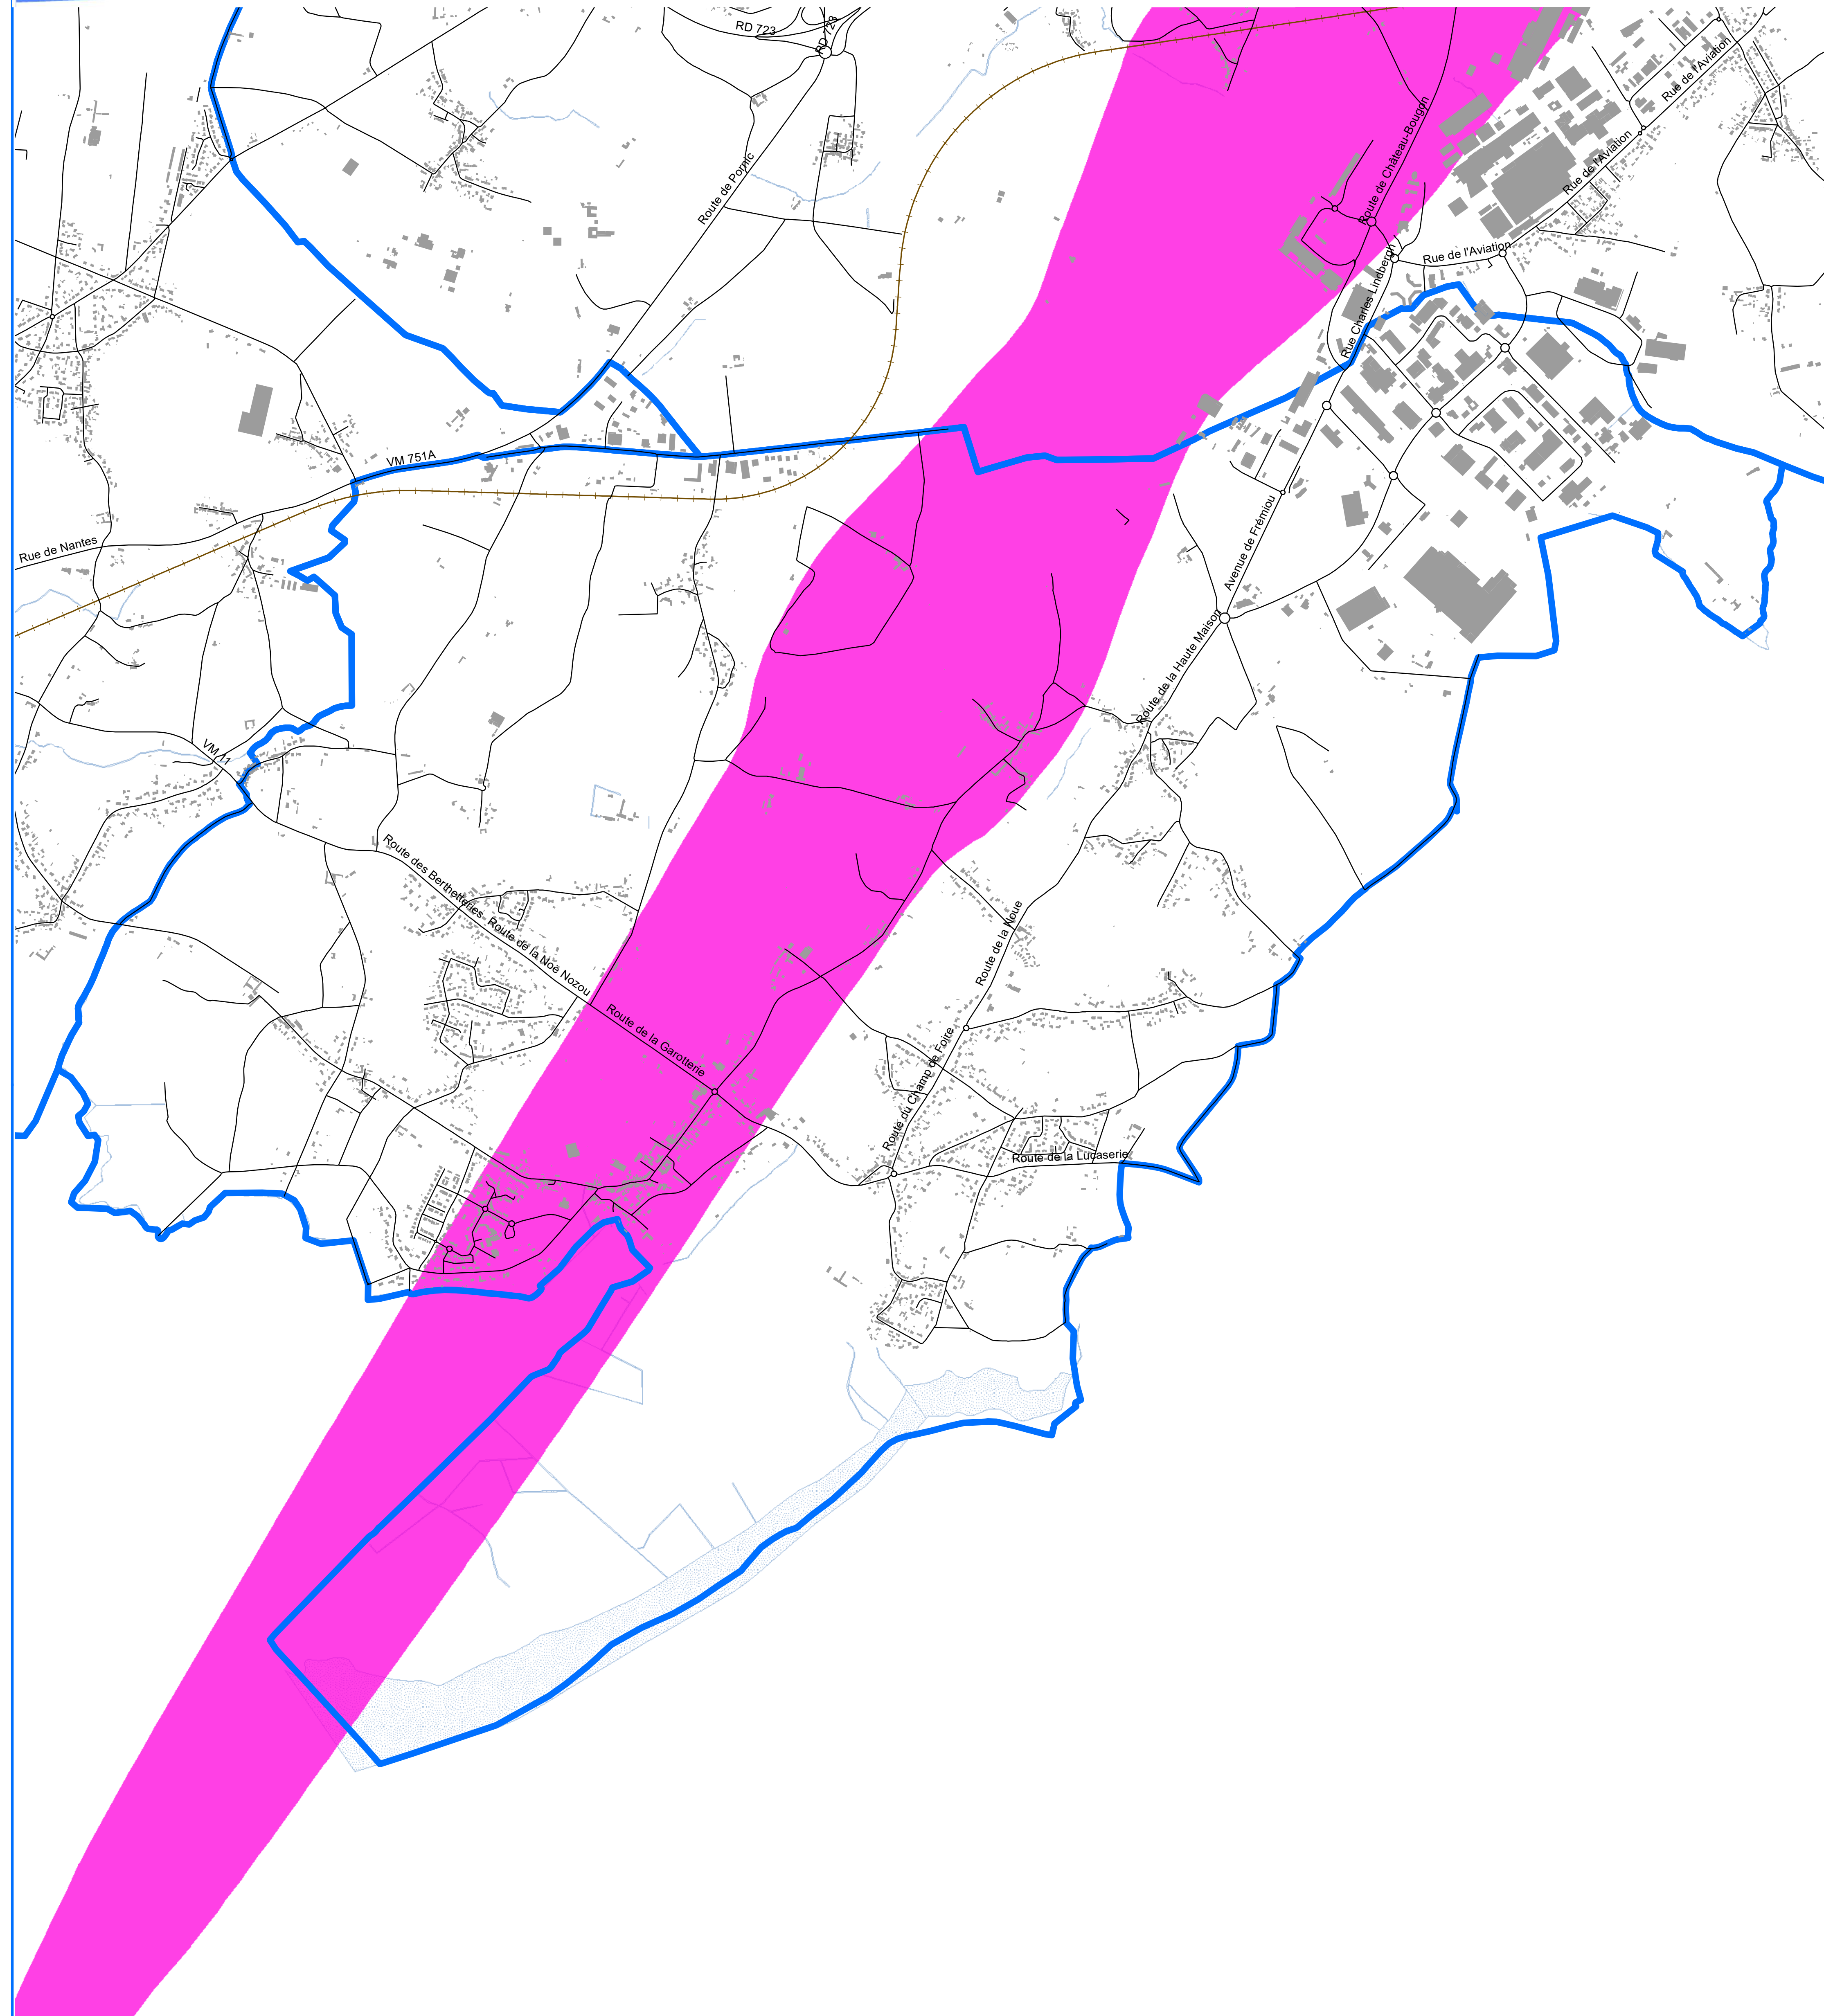 RD 723
RD 723
Rue de l'Aviation
Route de Château-Bougon
Rue de l'Aviation
Route de Pornic
Rue de l'Aviation
Rue Charles Lindbergh
VM 751A
Rue de Nantes
Avenue de Frémiou
Route de la Haute Maison
VM 11
Route des Berthetteries
Route de la Noë Nozou
Route de la Noue
Route de la Garotterie
Route du Champ de Foire
Route de la Lucaserie